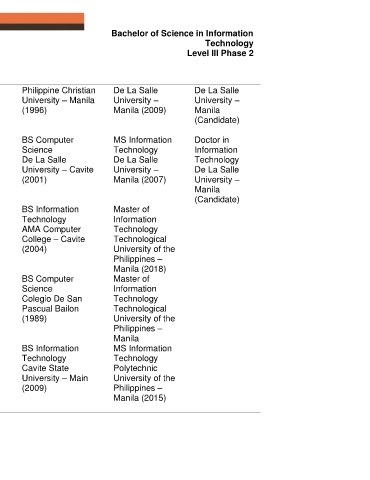 Bachelor of Science in Information
Technology
Level III Phase 2
Philippine Christian
University – Manila
(1996)
De La Salle
University –
Manila (2009)
De La Salle
University –
Manila
(Candidate)
BS Computer
Science
De La Salle
University – Cavite
(2001)
MS Information
Technology
De La Salle
University –
Manila (2007)
Doctor in
Information
Technology
De La Salle
University –
Manila
(Candidate)
BS Information
Technology
AMA Computer
College – Cavite
(2004)
Master of
Information
Technology
Technological
University of the
Philippines –
Manila (2018)
BS Computer
Science
Colegio De San
Pascual Bailon
(1989)
Master of
Information
Technology
Technological
University of the
Philippines –
Manila
BS Information
Technology
Cavite State
University – Main
(2009)
MS Information
Technology
Polytechnic
University of the
Philippines –
Manila (2015)